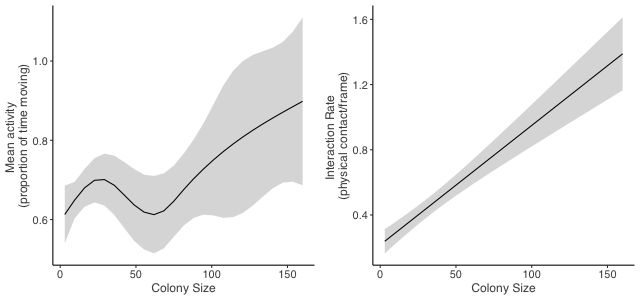 Mean activity
(proportion of time moving)
1.0
0.8
0.6
0
50
100
150
Colony Size
Interaction Rate
(physical contact/frame)
1.6
1.2
0.8
0.4
0
50
100
150
Colony Size